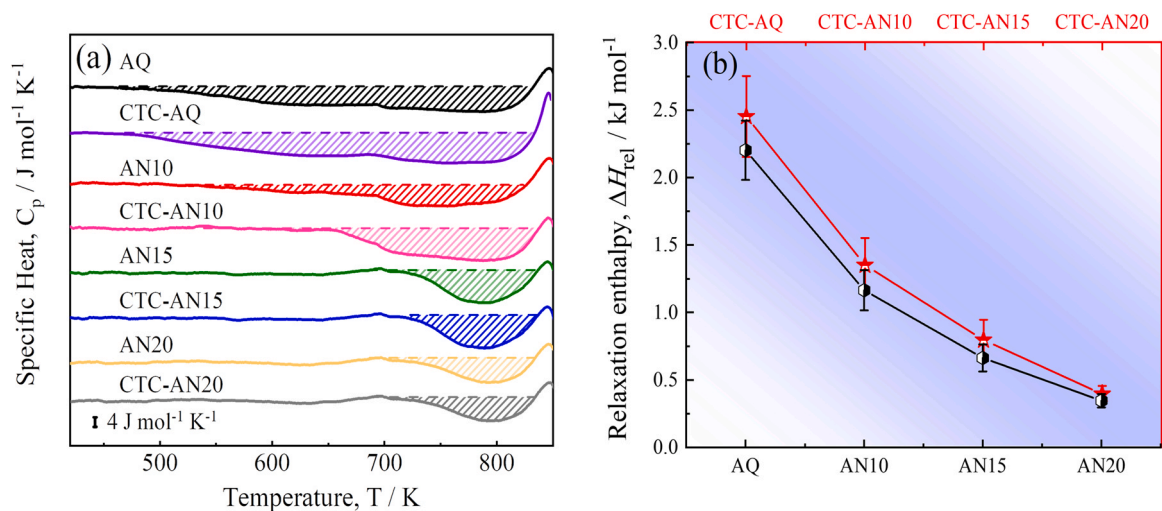 (a)
AQ
CTC-AQ
AN10
CTC-AN10
AN15
CTC-AN15
AN20
CTC-AN20
4 J mol⁻¹ K⁻¹
Specific Heat, Cₚ / J mol⁻¹ K⁻¹
500 600 700 800
Temperature, T / K
CTC-AQ CTC-AN10 CTC-AN15 CTC-AN20
(b)
3.0
2.5
2.0
1.5
1.0
0.5
0.0
Relaxation enthalpy, ΔH_rel / kJ mol⁻¹
AQ AN10 AN15 AN20